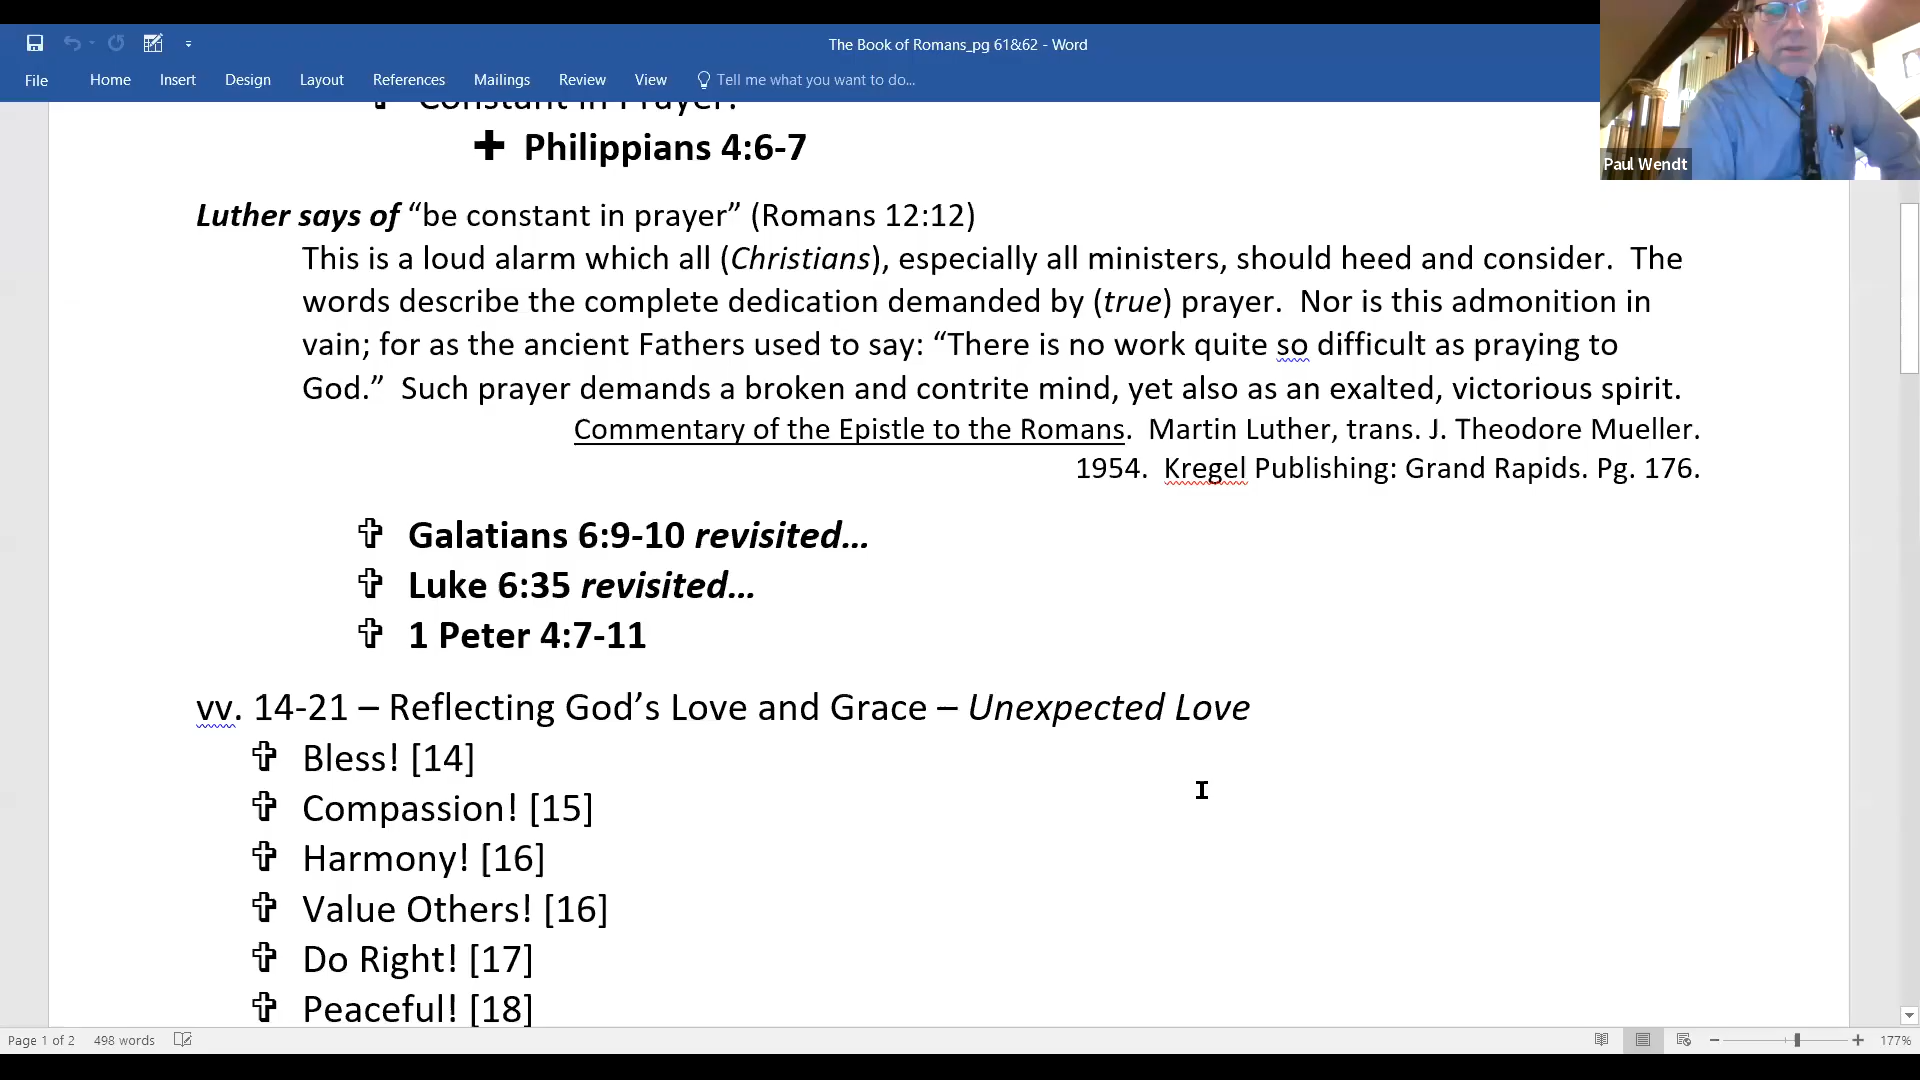 The Book of Romans_pg 61&62 - Word
File Home Insert Design Layout References Mailings Review View Tell me what you want to do...
Paul Wendt
Constant in Prayer!
Philippians 4:6-7
Luther says of “be constant in prayer” (Romans 12:12)
This is a loud alarm which all (Christians), especially all ministers, should heed and consider. The
words describe the complete dedication demanded by (true) prayer. Nor is this admonition in
vain; for as the ancient Fathers used to say: “There is no work quite so difficult as praying to
God.” Such prayer demands a broken and contrite mind, yet also as an exalted, victorious spirit.
Commentary of the Epistle to the Romans. Martin Luther, trans. J. Theodore Mueller.
1954. Kregel Publishing: Grand Rapids. Pg. 176.
Galatians 6:9-10 revisited…
Luke 6:35 revisited…
1 Peter 4:7-11
vv. 14-21 – Reflecting God’s Love and Grace – Unexpected Love
Bless! [14]
Compassion! [15]
Harmony! [16]
Value Others! [16]
Do Right! [17]
Peaceful! [18]
Page 1 of 2 498 words 177%